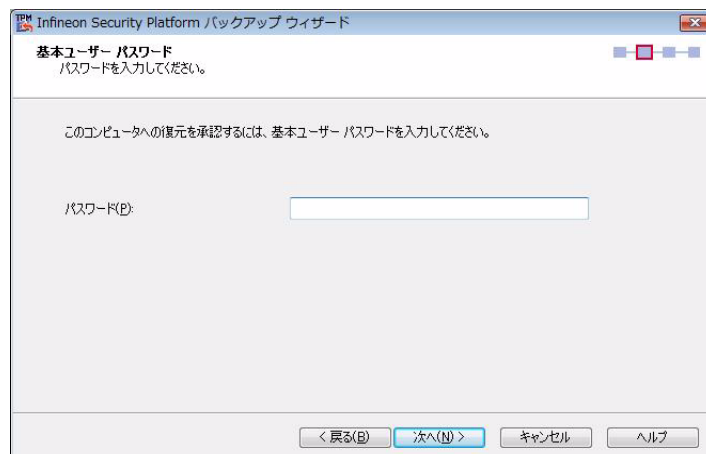 TPM Infineon Security Platform バックアップ ウィザード
基本ユーザー パスワード
パスワードを入力してください。
このコンピュータへの復元を承認するには、基本ユーザー パスワードを入力してください。
パスワード(P):
< 戻る(B) 次へ(N) > キャンセル ヘルプ